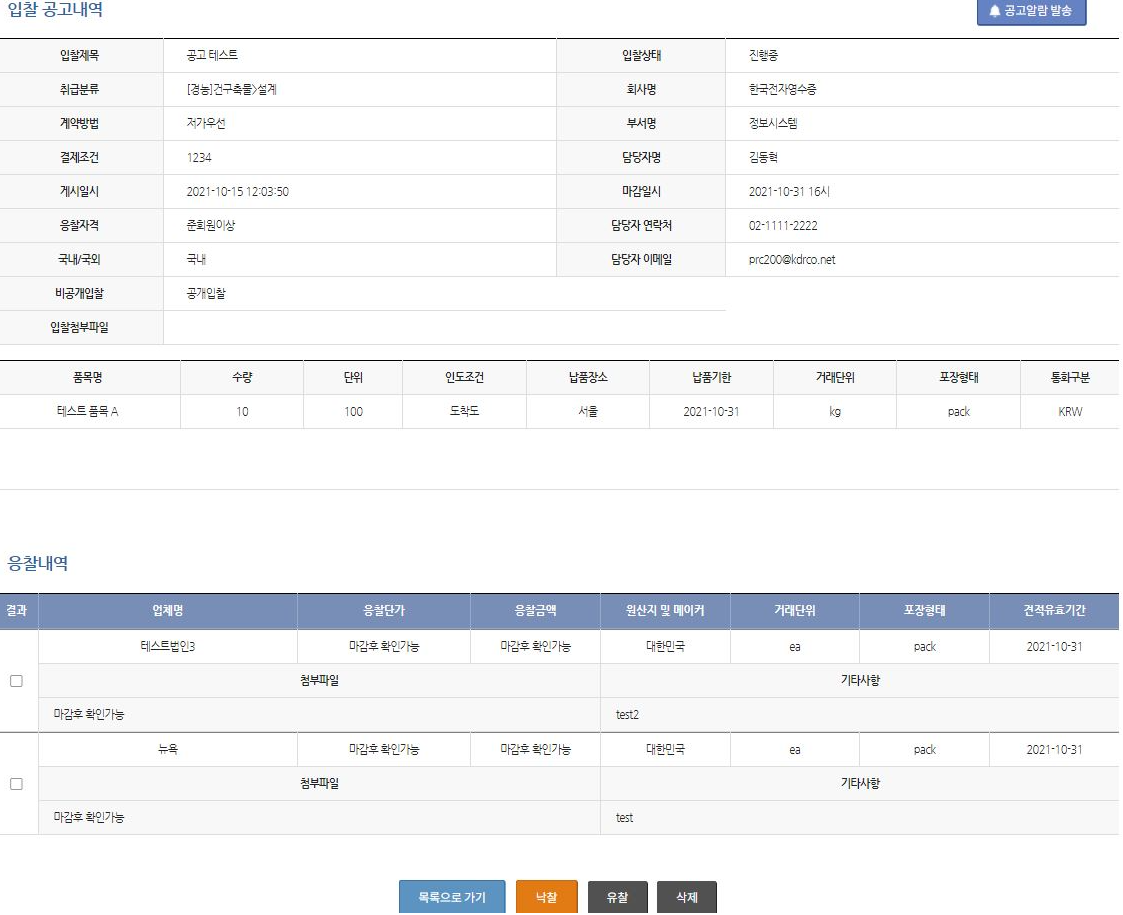 입찰 공고내역
공고알람 발송
입찰제목 공고 테스트 입찰상태 진행중
취급분류 [경농]건구축물>설계 회사명 한국전자영수증
계약방법 저가우선 부서명 정보시스템
결제조건 1234 담당자명 김동혁
게시일시 2021-10-15 12:03:50 마감일시 2021-10-31 16시
응찰자격 준회원이상 담당자 연락처 02-1111-2222
국내/국외 국내 담당자 이메일 prc200@kdrco.net
비공개입찰 공개입찰
입찰첨부파일
품목명 수량 단위 인도조건 납품장소 납품기한 거래단위 포장형태 통화구분
테스트 품목 A 10 100 도착도 서울 2021-10-31 kg pack KRW
응찰내역
결과 업체명 응찰단가 응찰금액 원산지 및 메이커 거래단위 포장형태 견적유효기간
테스트법인3 마감후 확인가능 마감후 확인가능 대한민국 ea pack 2021-10-31
첨부파일 기타사항
마감후 확인가능 test2
뉴욕 마감후 확인가능 마감후 확인가능 대한민국 ea pack 2021-10-31
첨부파일 기타사항
마감후 확인가능 test
목록으로 가기 낙찰 유찰 삭제